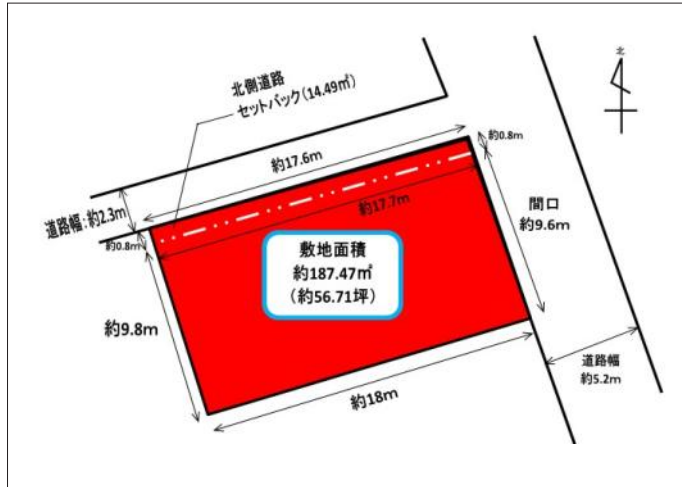 北
北側道路
セットバック（14.49㎡）
約0.8m
約17.6m
道路幅：約2.3m
約17.7m
間口
約9.6m
約0.8m
敷地面積
約187.47㎡
（約56.71坪）
約9.8m
道路幅
約5.2m
約18m